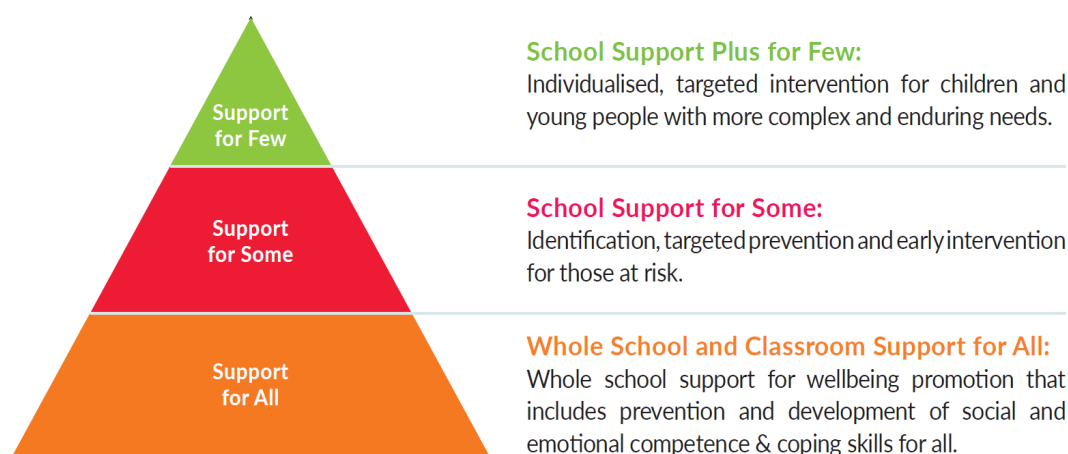 Support
for Few
School Support Plus for Few:
Individualised, targeted intervention for children and
young people with more complex and enduring needs.
Support
for Some
School Support for Some:
Identification, targeted prevention and early intervention
for those at risk.
Support
for All
Whole School and Classroom Support for All:
Whole school support for wellbeing promotion that
includes prevention and development of social and
emotional competence & coping skills for all.